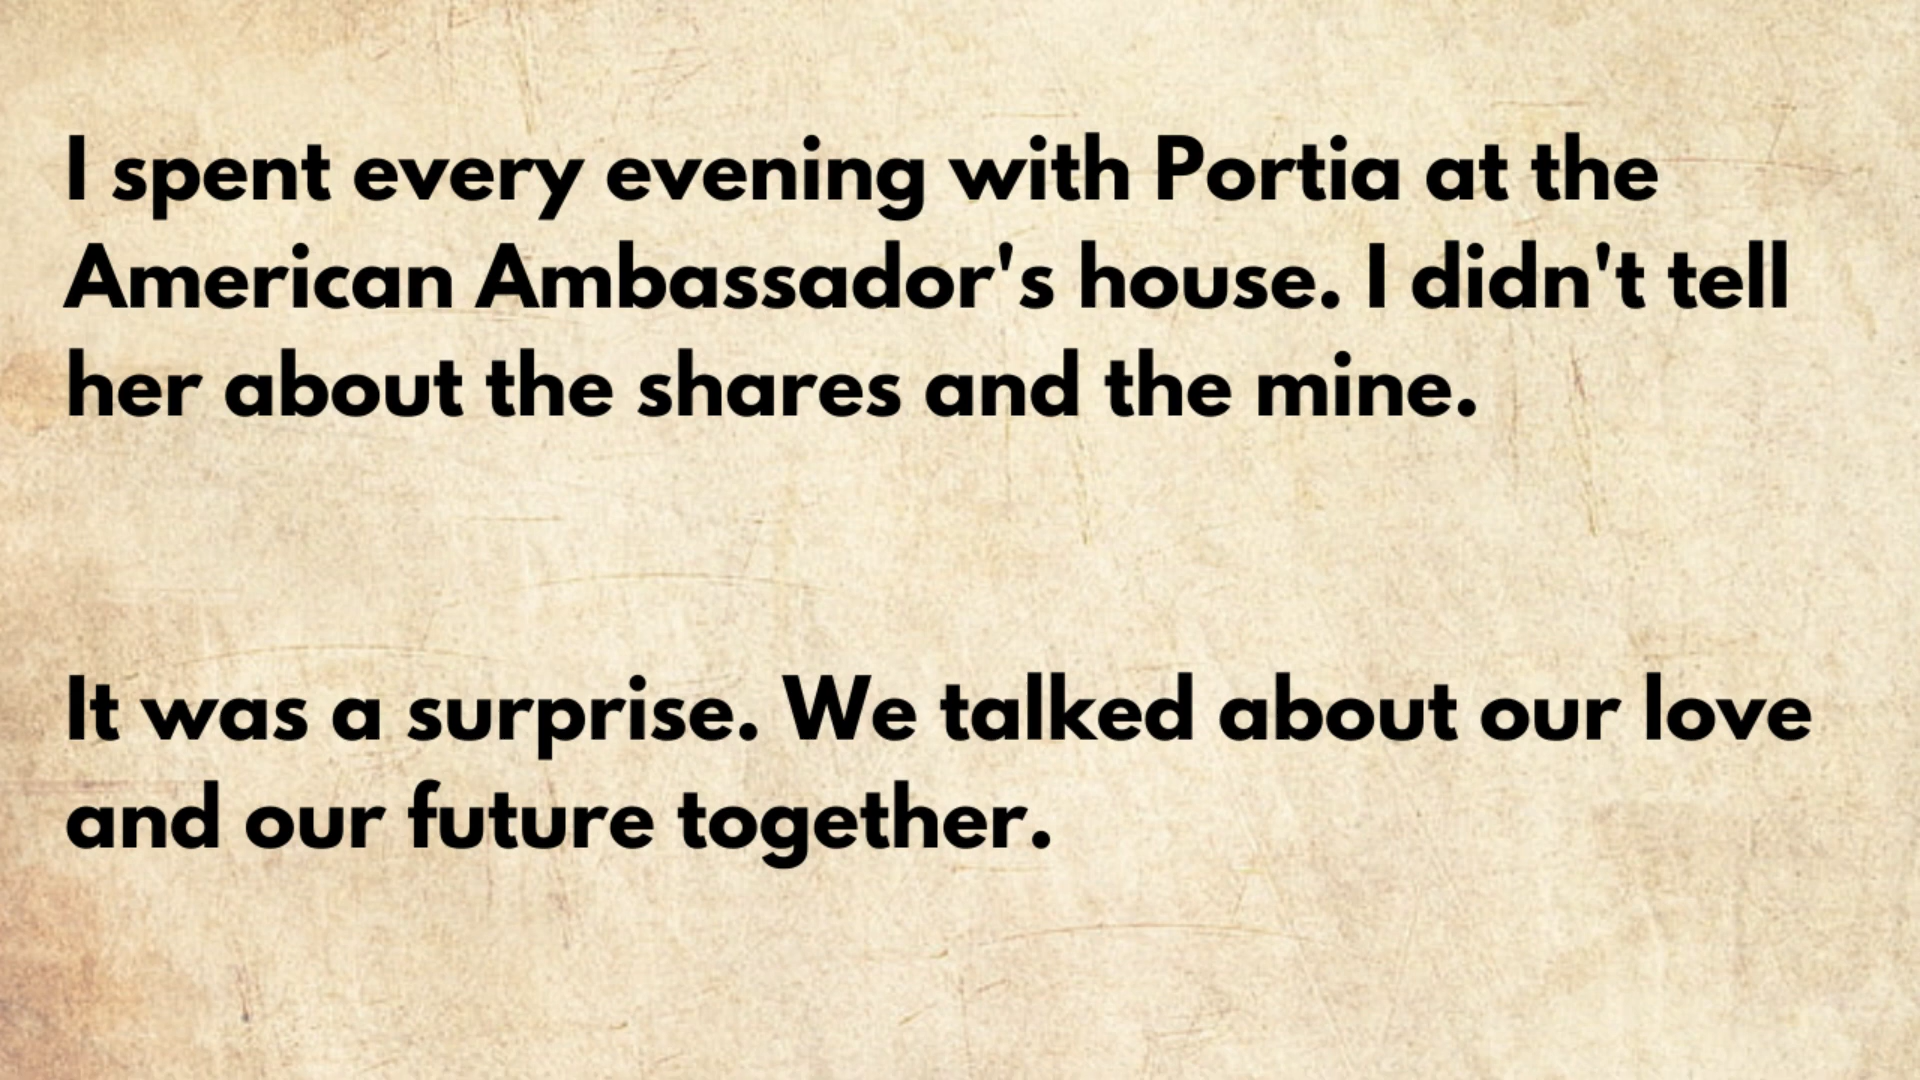 I spent every evening with Portia at the
American Ambassador's house. I didn't tell
her about the shares and the mine.
It was a surprise. We talked about our love
and our future together.